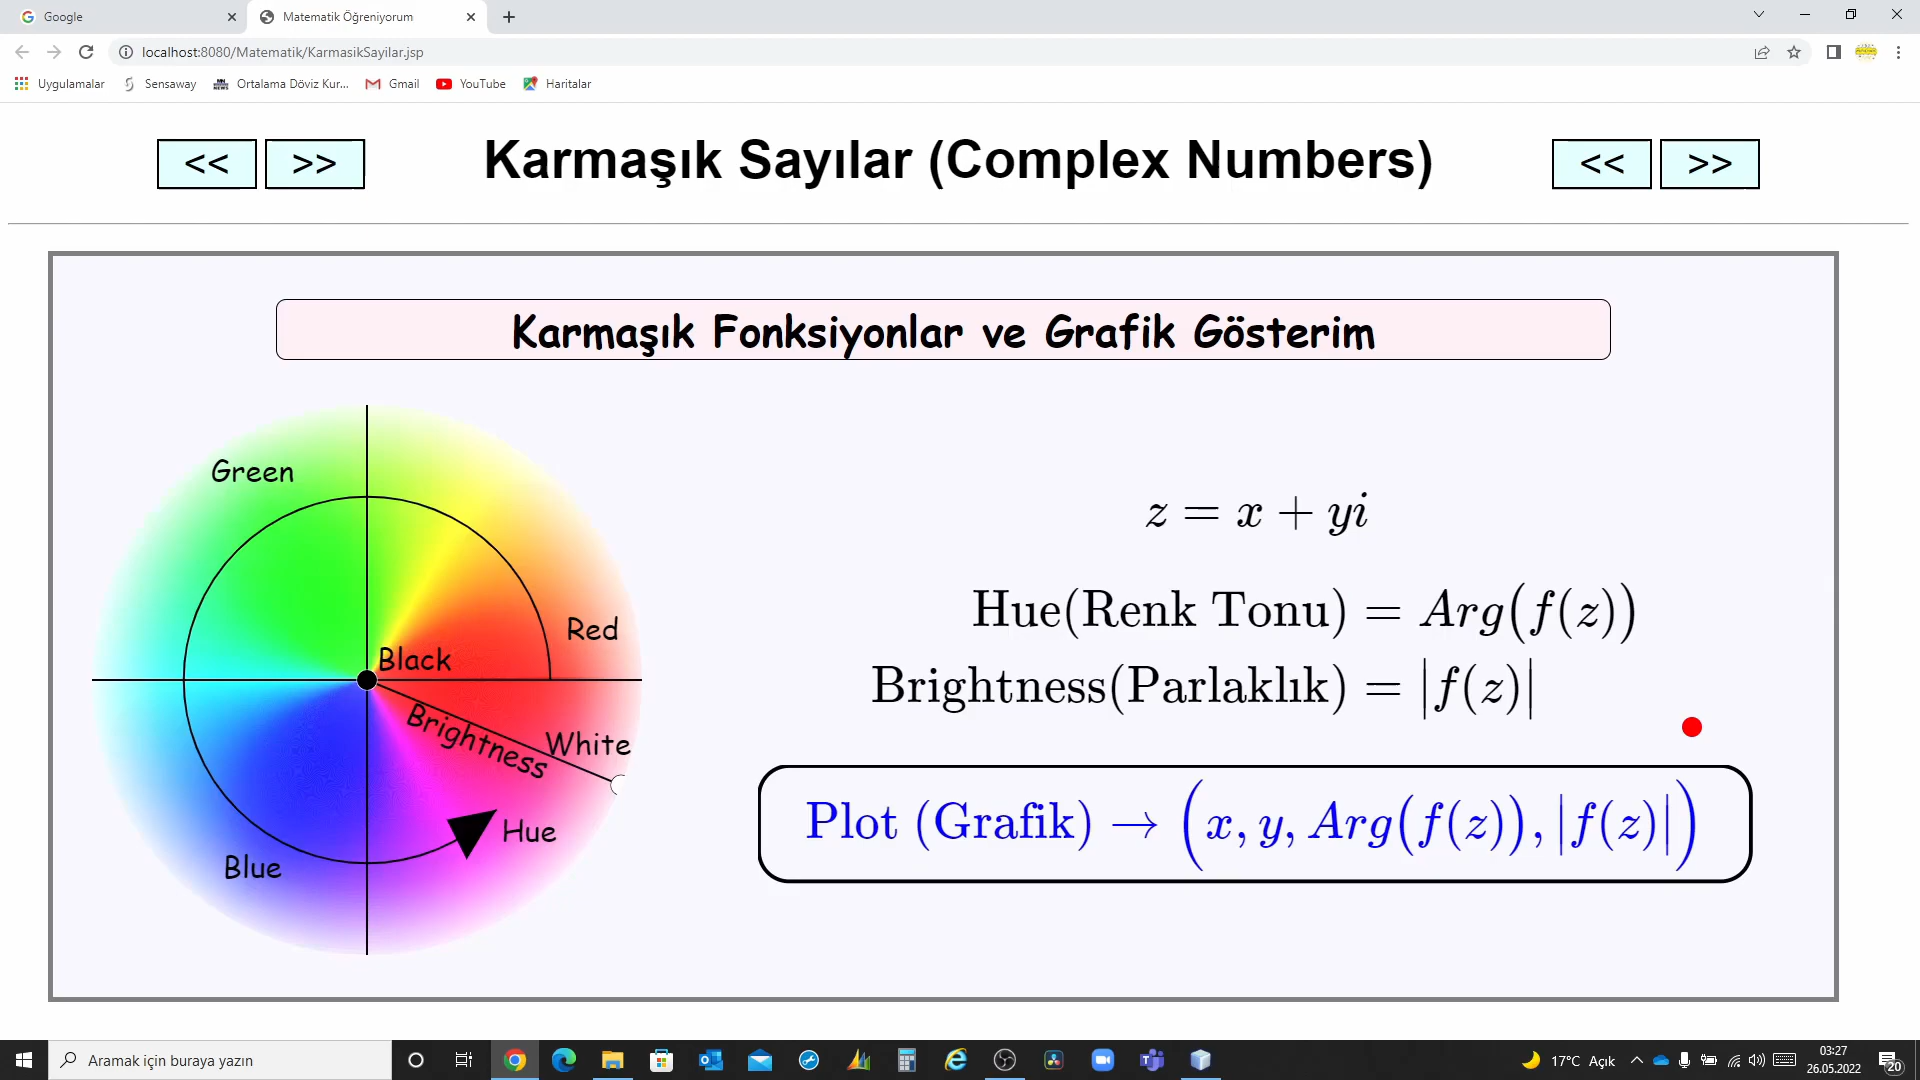 Google
Matematik Öğreniyorum
localhost:8080/Matematik/KarmasikSayilar.jsp
Uygulamalar
Sensaway
Ortalama Döviz Kur...
Gmail
YouTube
Haritalar
<< >>
Karmaşık Sayılar (Complex Numbers)
<< >>
Karmaşık Fonksiyonlar ve Grafik Gösterim
Green
Red
Black
Brightness
White
Hue
Blue
z = x + yi
Hue(Renk Tonu) = Arg(f(z))
Brightness(Parlaklık) = |f(z)|
Plot (Grafik) → (x, y, Arg(f(z)), |f(z)|)
Aramak için buraya yazın
17°C Açık
03:27
26.05.2022
20